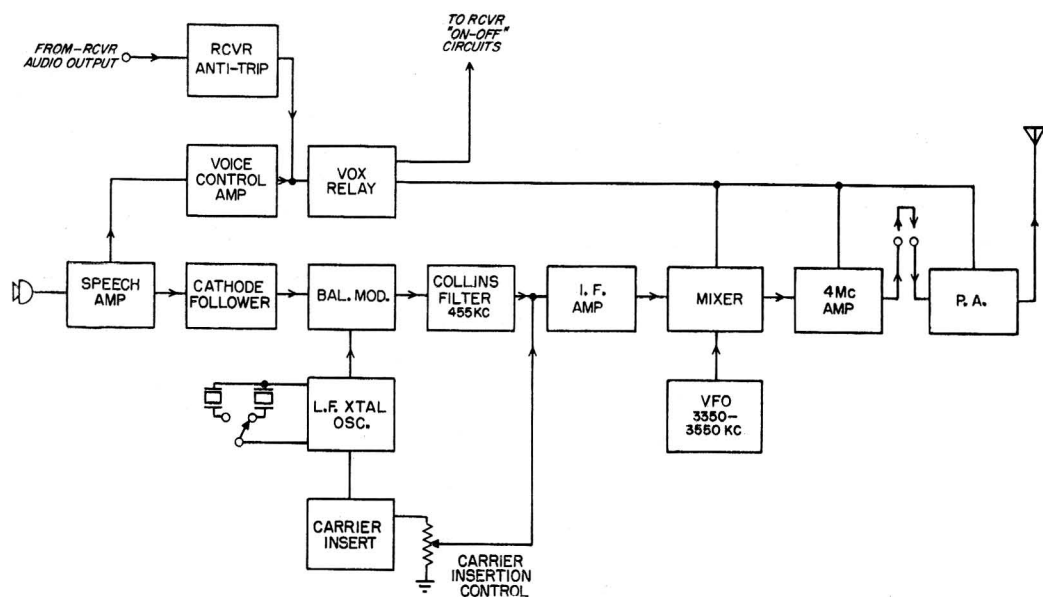 TO RCVR
"ON-OFF"
CIRCUITS
FROM-RCVR
AUDIO OUTPUT
RCVR
ANTI-TRIP
VOICE
CONTROL
AMP
VOX
RELAY
SPEECH
AMP
CATHODE
FOLLOWER
BAL. MOD.
COLLINS
FILTER
455KC
I. F.
AMP
MIXER
4Mc
AMP
P. A.
L.F. XTAL
OSC.
VFO
3350-
3550 KC
CARRIER
INSERT
CARRIER
INSERTION
CONTROL